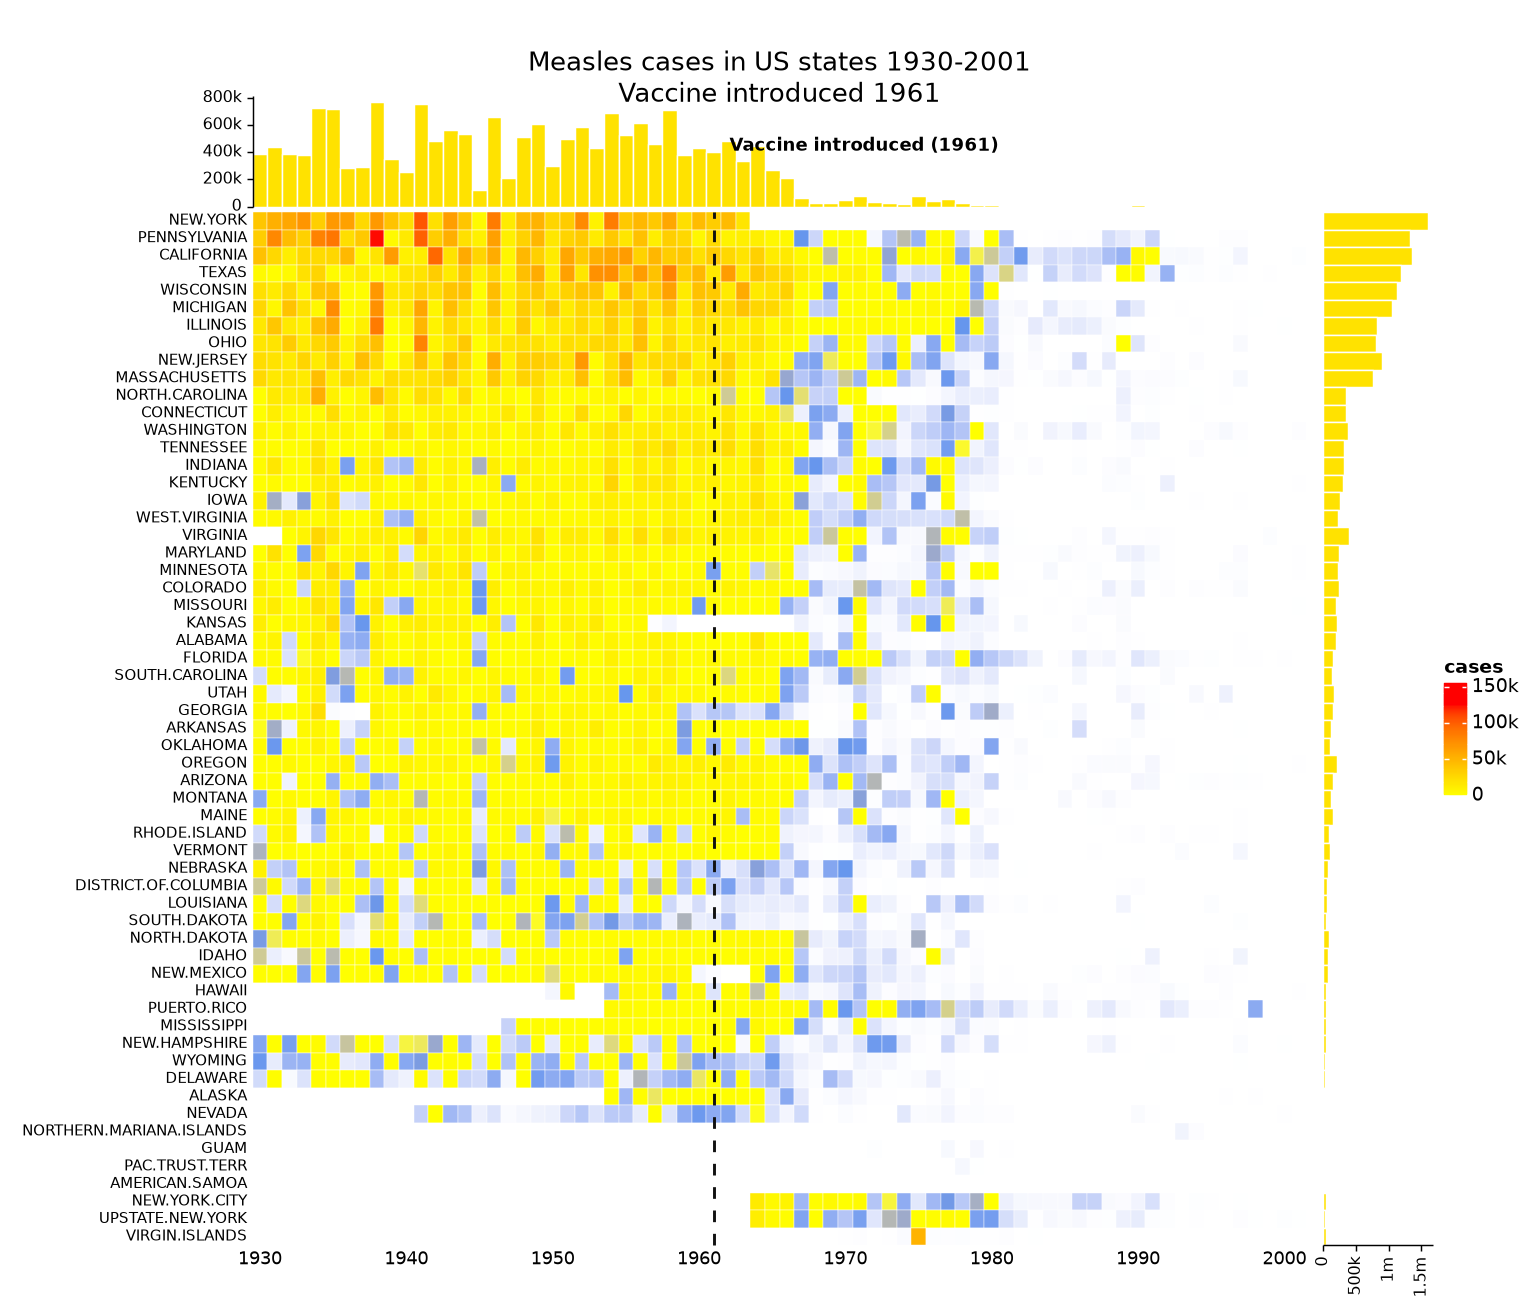 Measles cases in US states 1930-2001
Vaccine introduced 1961
800k
600k
400k
200k
0
Vaccine introduced (1961)
NEW.YORK
PENNSYLVANIA
CALIFORNIA
TEXAS
WISCONSIN
MICHIGAN
ILLINOIS
OHIO
NEW.JERSEY
MASSACHUSETTS
NORTH.CAROLINA
CONNECTICUT
WASHINGTON
TENNESSEE
INDIANA
KENTUCKY
IOWA
WEST.VIRGINIA
VIRGINIA
MARYLAND
MINNESOTA
COLORADO
MISSOURI
KANSAS
ALABAMA
FLORIDA
SOUTH.CAROLINA
UTAH
GEORGIA
ARKANSAS
OKLAHOMA
OREGON
ARIZONA
MONTANA
MAINE
RHODE.ISLAND
VERMONT
NEBRASKA
DISTRICT.OF.COLUMBIA
LOUISIANA
SOUTH.DAKOTA
NORTH.DAKOTA
IDAHO
NEW.MEXICO
HAWAII
PUERTO.RICO
MISSISSIPPI
NEW.HAMPSHIRE
WYOMING
DELAWARE
ALASKA
NEVADA
NORTHERN.MARIANA.ISLANDS
GUAM
PAC.TRUST.TERR
AMERICAN.SAMOA
NEW.YORK.CITY
UPSTATE.NEW.YORK
VIRGIN.ISLANDS
1930 1940 1950 1960 1970 1980 1990 2000
0 500k 1m 1.5m
cases
150k
100k
50k
0